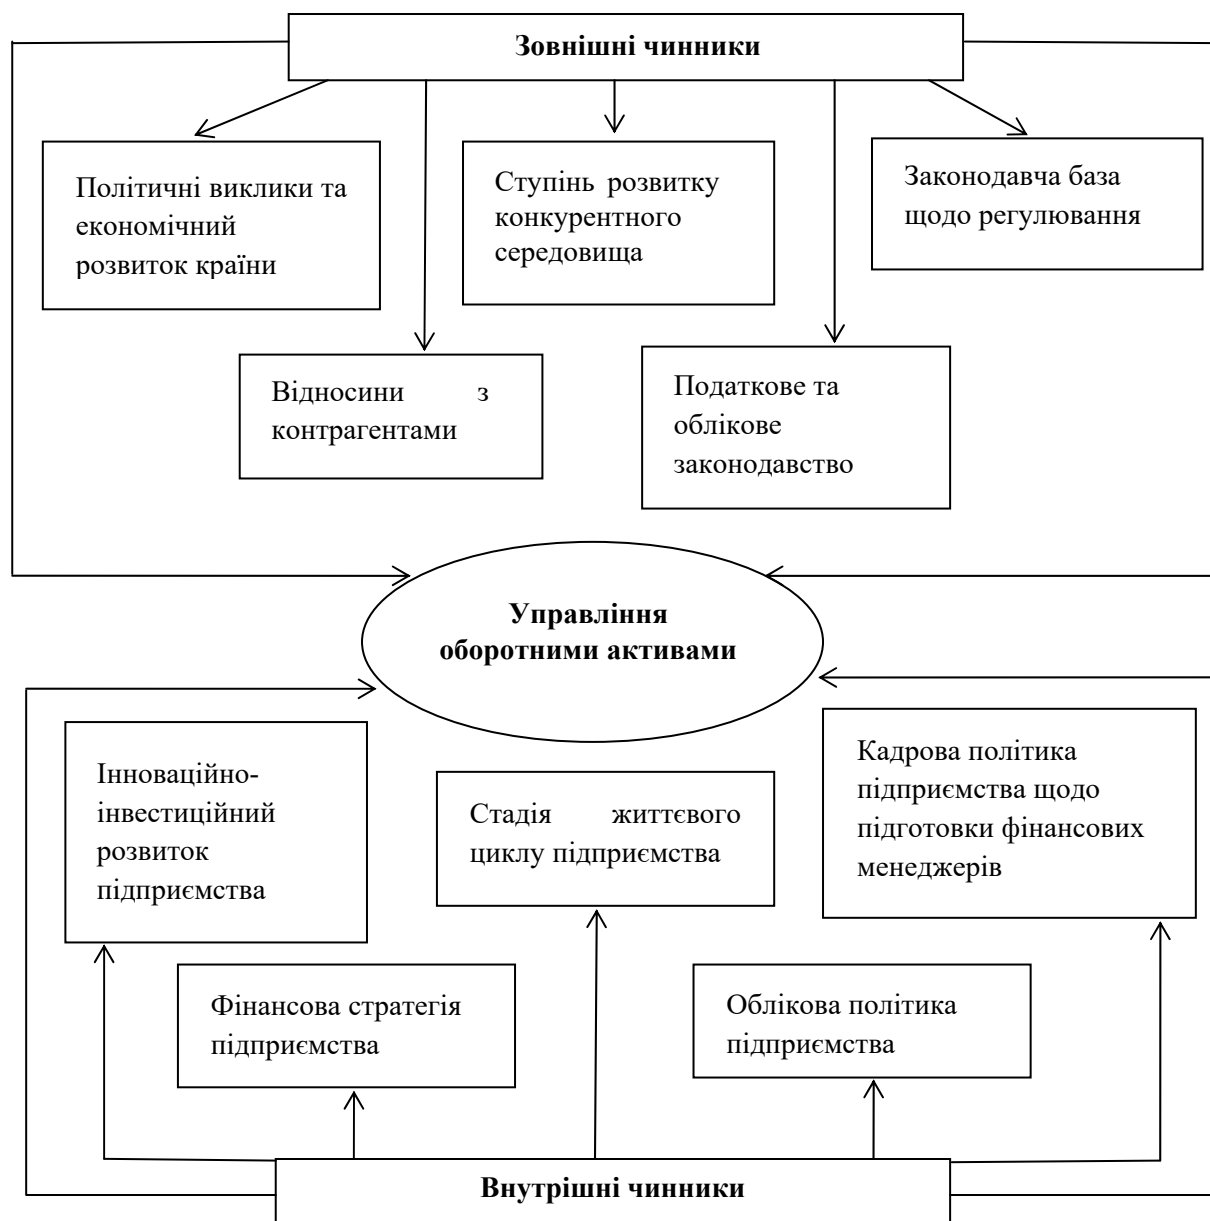 Зовнішні чинники
Політичні виклики та
економічний
розвиток країни
Ступінь розвитку
конкурентного
середовища
Законодавча база
щодо регулювання
Відносини з
контрагентами
Податкове та
облікове
законодавство
Управління
оборотними активами
Інноваційно-
інвестиційний
розвиток
підприємства
Стадія життєвого
циклу підприємства
Кадрова політика
підприємства щодо
підготовки фінансових
менеджерів
Фінансова стратегія
підприємства
Облікова політика
підприємства
Внутрішні чинники